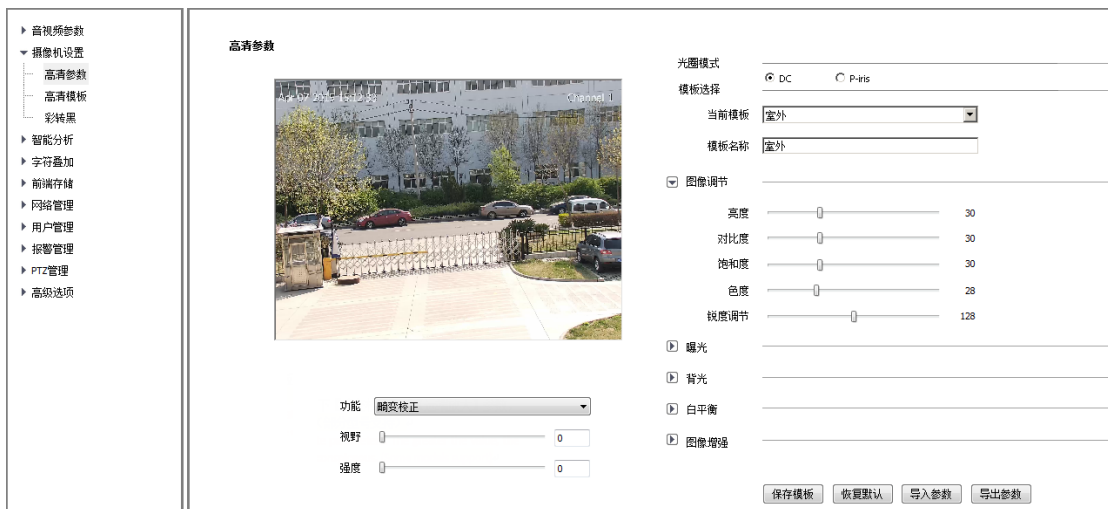 音视频参数
摄像机设置
高清参数
高清模板
彩转黑
智能分析
字符叠加
前端存储
网络管理
用户管理
报警管理
PTZ管理
高级选项
高清参数
Channel 1
功能 畸变校正
视野 0
强度 0
光圈模式
DC P-iris
模板选择
当前模板 室外
模板名称 室外
图像调节
亮度 30
对比度 30
饱和度 30
色度 28
锐度调节 128
曝光
背光
白平衡
图像增强
保存模板 恢复默认 导入参数 导出参数